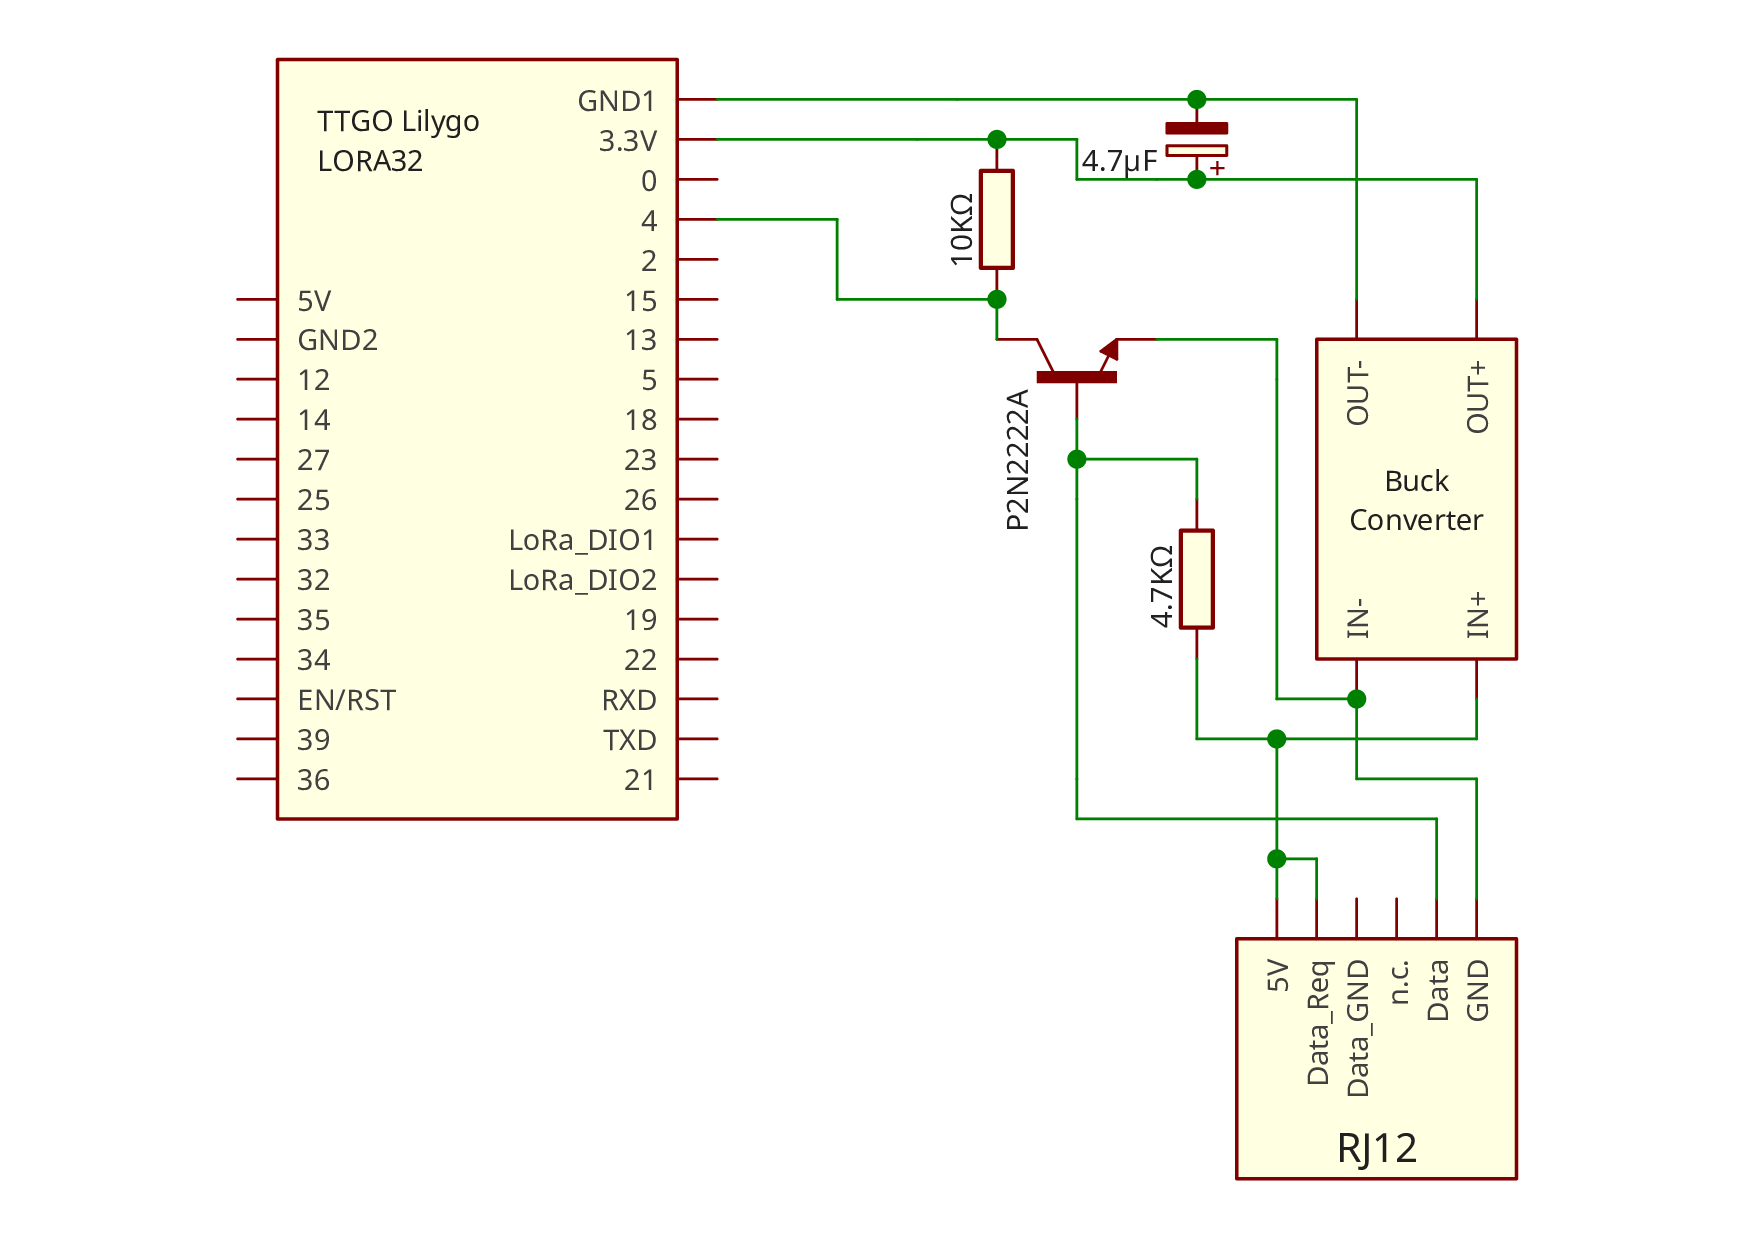 TTGO Lilygo
LORA32
GND1
3.3V
0
4
2
15
13
5
18
23
26
LoRa_DIO1
LoRa_DIO2
19
22
RXD
TXD
21
5V
GND2
12
14
27
25
33
32
35
34
EN/RST
39
36
4.7µF
+
10KΩ
P2N2222A
4.7KΩ
OUT-
OUT+
Buck
Converter
IN-
IN+
5V
Data_Req
Data_GND
n.c.
Data
GND
RJ12